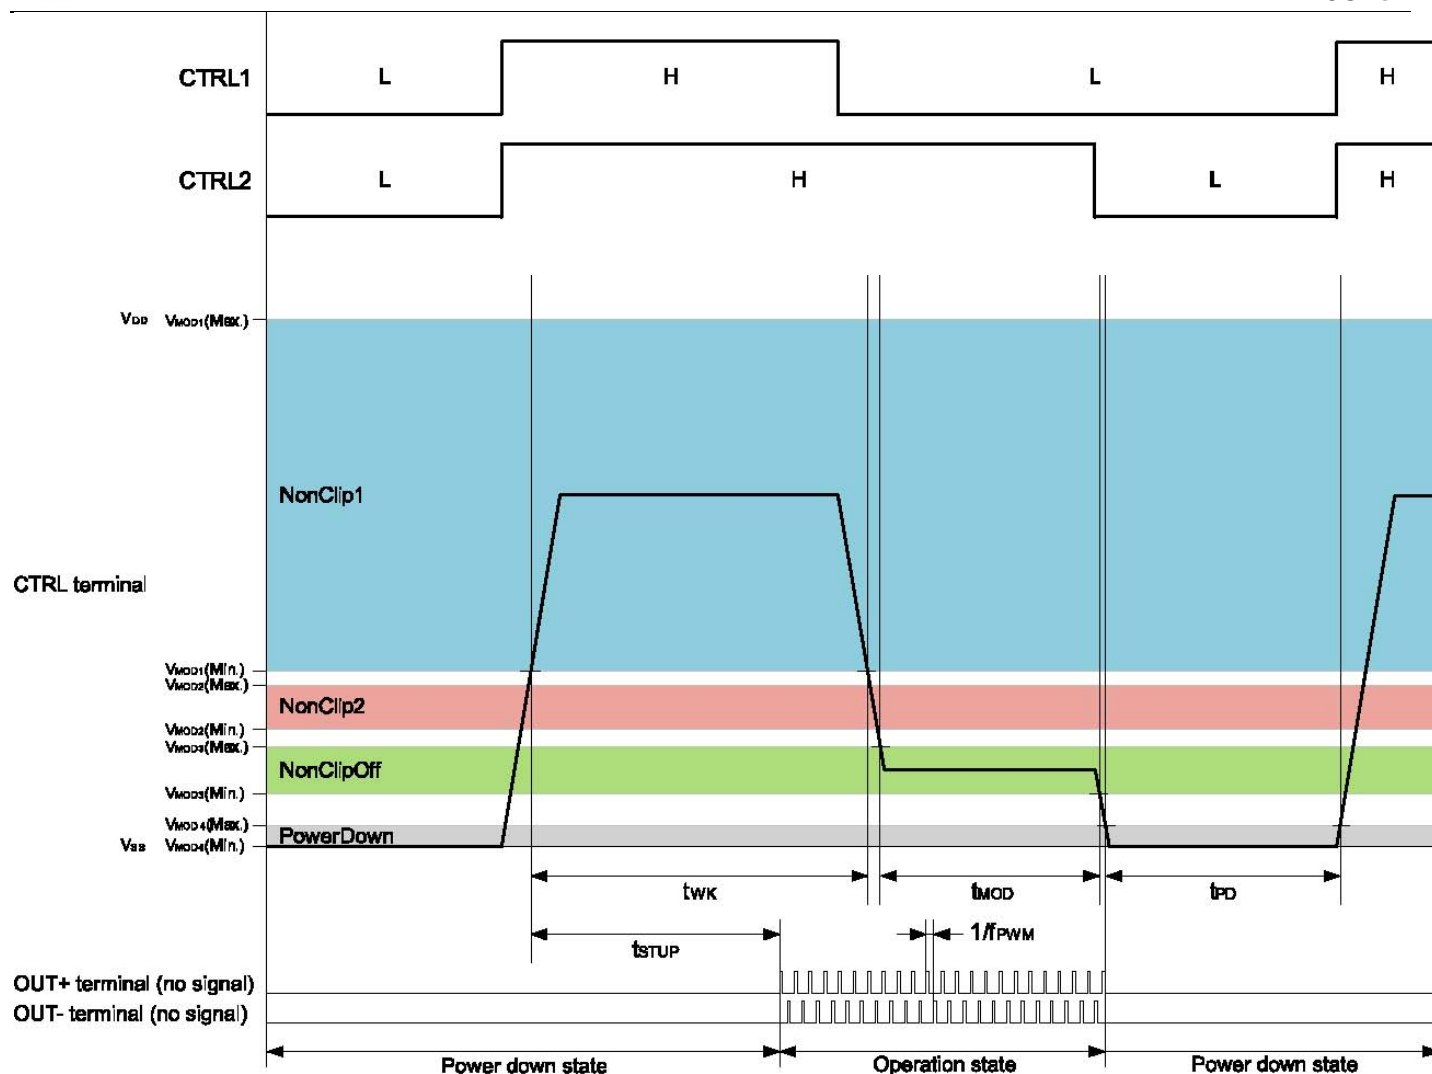 CTRL1 L H L H
CTRL2 L H L H
VDD VMOD1(Max.)
NonClip1
CTRL terminal
VMOD1(Min.)
VMOD2(Max.)
NonClip2
VMOD2(Min.)
VMOD3(Max.)
NonClipOff
VMOD3(Min.)
VMOD4(Max.)
PowerDown
VSS VMOD4(Min.)
tWK tMOD tPD
tSTUP 1/fPWM
OUT+ terminal (no signal)
OUT- terminal (no signal)
Power down state Operation state Power down state